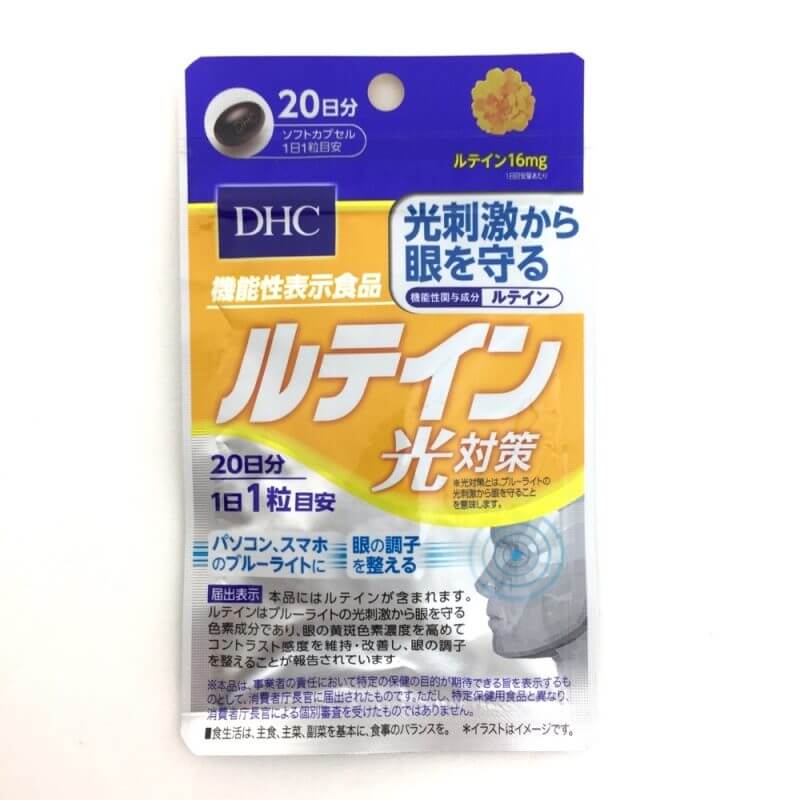 DHC
20日分
ソフトカプセル
1日1粒目安
ルテイン16mg
1日目安量あたり
DHC
光刺激から
眼を守る
機能性関与成分 ルテイン
機能性表示食品
ルテイン
光対策
※光対策とは、ブルーライトの
光刺激から眼を守ること
を意味します。
20日分
1日1粒目安
パソコン、スマホ
のブルーライトに
眼の調子
を整える
届出表示 本品にはルテインが含まれます。
ルテインはブルーライトの光刺激から眼を守る
色素成分であり、眼の黄斑色素濃度を高めて
コントラスト感度を維持・改善し、眼の調子
を整えることが報告されています
※本品は、事業者の責任において特定の保健の目的が期待できる旨を表示するも
のとして、消費者庁長官に届出されたものです。ただし、特定保健用食品と異なり、
消費者庁長官による個別審査を受けたものではありません。
■食生活は、主食、主菜、副菜を基本に、食事のバランスを。 *イラストはイメージです。